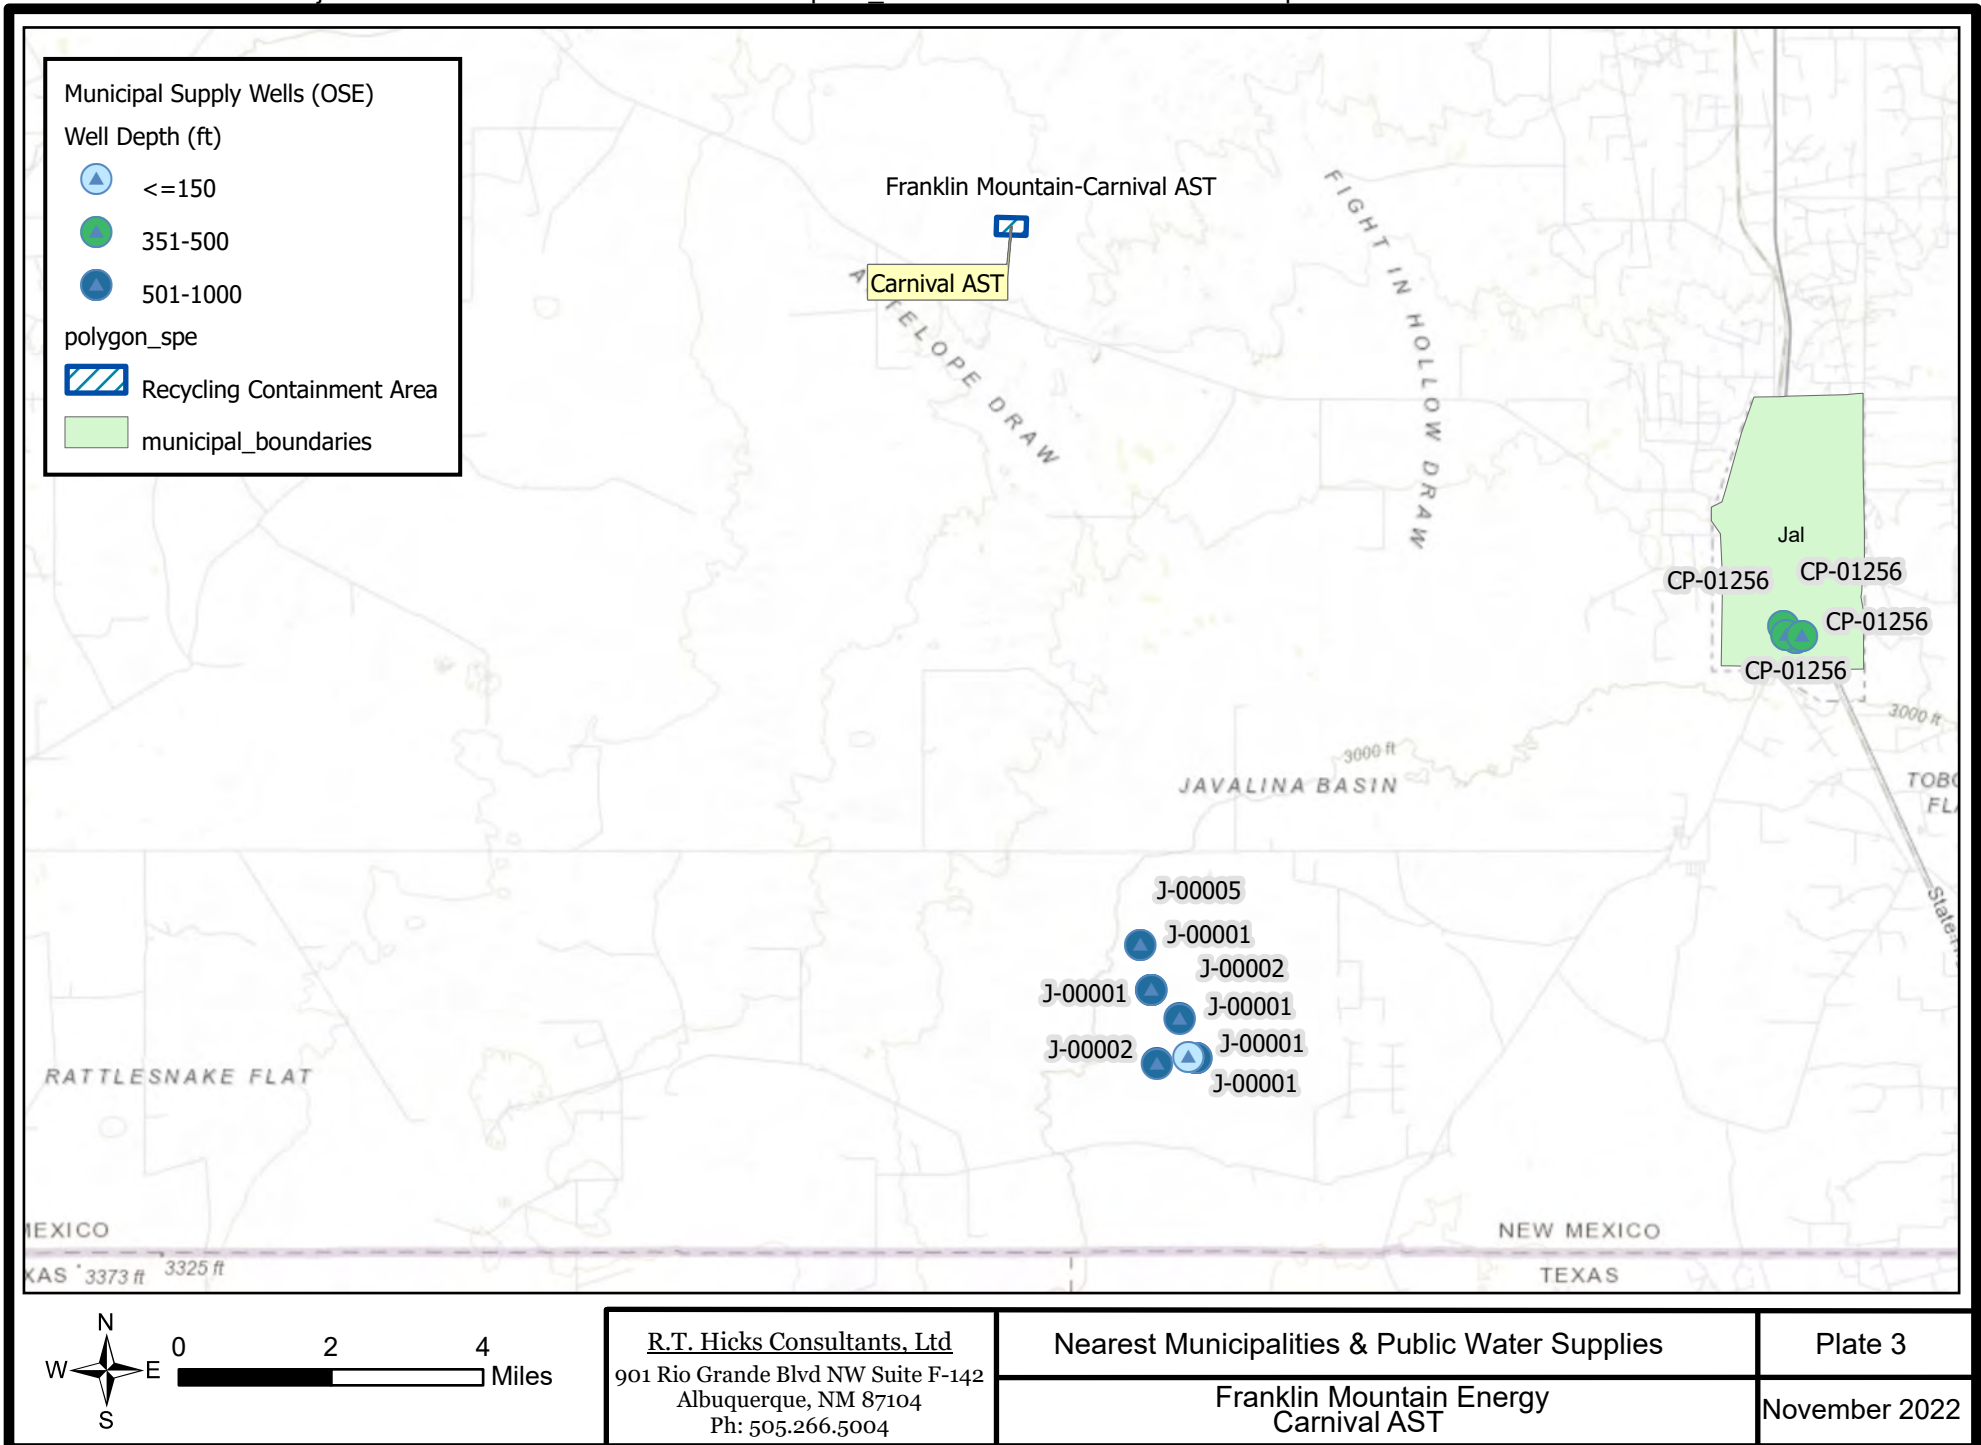 Municipal Supply Wells (OSE)
Well Depth (ft)
<=150
351-500
501-1000
polygon_spe
Recycling Containment Area
municipal_boundaries
Franklin Mountain-Carnival AST
Carnival AST
FIGHT IN HOLLOW DRAW
Jal
CP-01256
CP-01256
CP-01256
CP-01256
3000 ft
3000 ft
JAVALINA BASIN
J-00005
J-00001
J-00002
J-00001
J-00001
J-00001
J-00002
J-00001
RATTLESNAKE FLAT
NEW MEXICO
TEXAS
3373 ft
3325 ft
N
W
E
S
0 2 4
Miles
R.T. Hicks Consultants, Ltd
901 Rio Grande Blvd NW Suite F-142
Albuquerque, NM 87104
Ph: 505.266.5004
Nearest Municipalities & Public Water Supplies
Franklin Mountain Energy
Carnival AST
Plate 3
November 2022